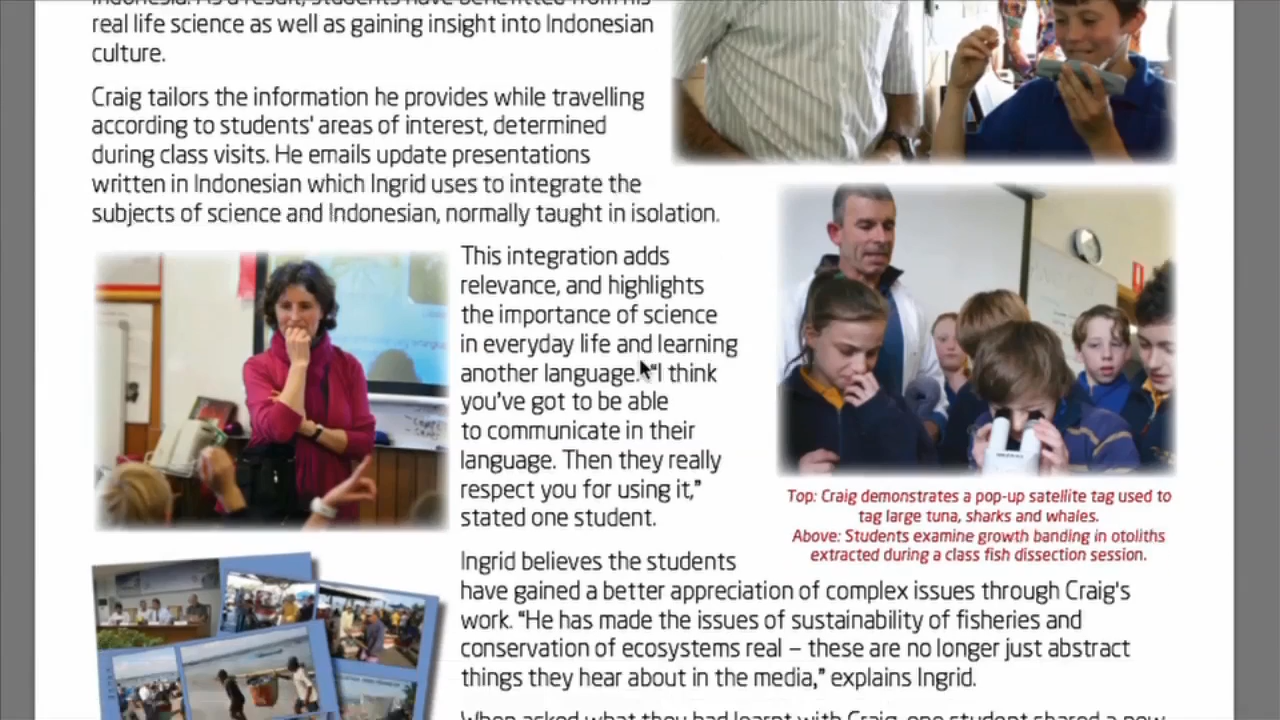 real life science as well as gaining insight into Indonesian
culture.
Craig tailors the information he provides while travelling
according to students' areas of interest, determined
during class visits. He emails update presentations
written in Indonesian which Ingrid uses to integrate the
subjects of science and Indonesian, normally taught in isolation.
This integration adds
relevance, and highlights
the importance of science
in everyday life and learning
another language. "I think
you've got to be able
to communicate in their
language. Then they really
respect you for using it,"
stated one student.
Top: Craig demonstrates a pop-up satellite tag used to
tag large tuna, sharks and whales.
Above: Students examine growth banding in otoliths
extracted during a class fish dissection session.
Ingrid believes the students
have gained a better appreciation of complex issues through Craig's
work. "He has made the issues of sustainability of fisheries and
conservation of ecosystems real – these are no longer just abstract
things they hear about in the media," explains Ingrid.